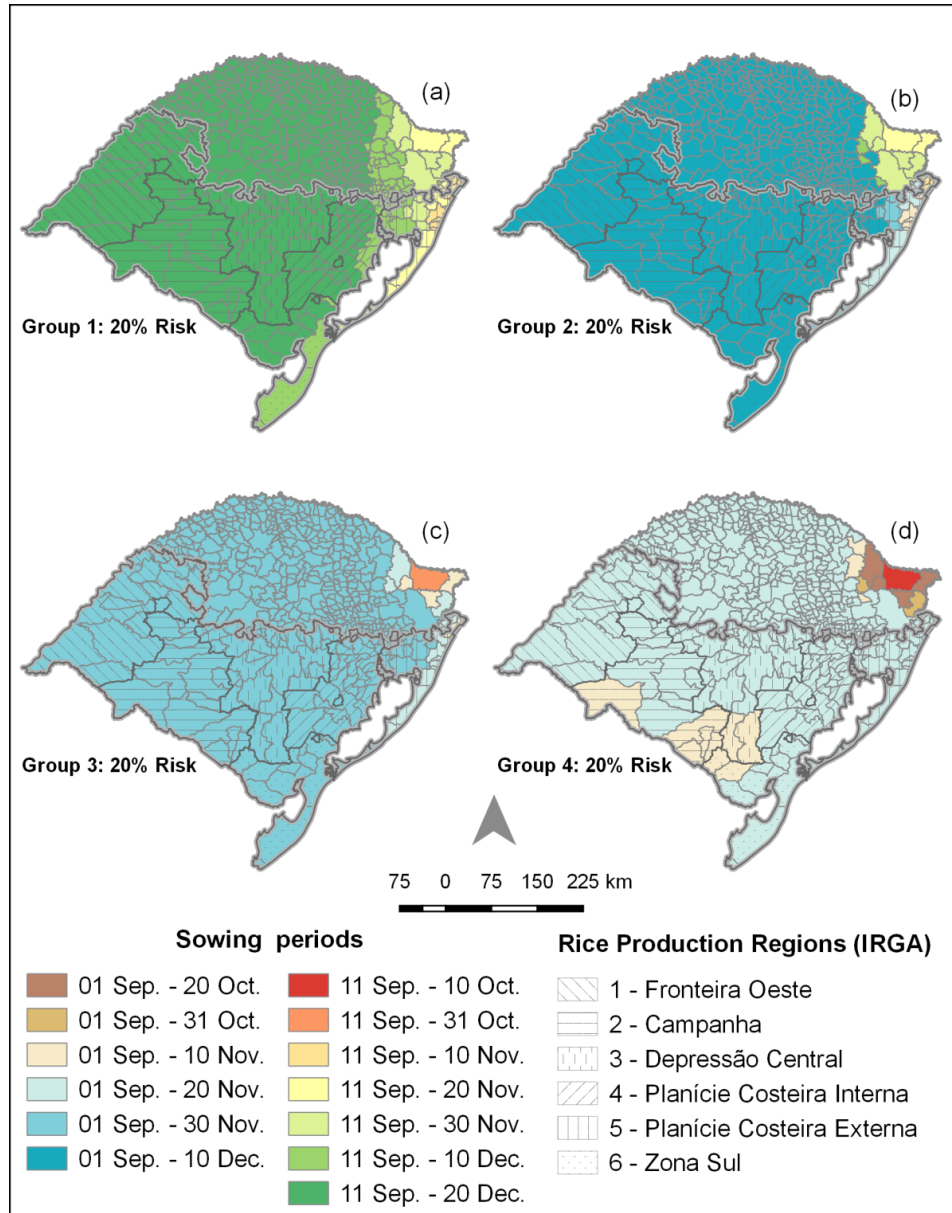 (a)
(b)
Group 1: 20% Risk
Group 2: 20% Risk
(c)
(d)
Group 3: 20% Risk
Group 4: 20% Risk
75 0 75 150 225 km
Sowing periods
01 Sep. - 20 Oct.
01 Sep. - 31 Oct.
01 Sep. - 10 Nov.
01 Sep. - 20 Nov.
01 Sep. - 30 Nov.
01 Sep. - 10 Dec.
11 Sep. - 10 Oct.
11 Sep. - 31 Oct.
11 Sep. - 10 Nov.
11 Sep. - 20 Nov.
11 Sep. - 30 Nov.
11 Sep. - 10 Dec.
11 Sep. - 20 Dec.
Rice Production Regions (IRGA)
1 - Fronteira Oeste
2 - Campanha
3 - Depressão Central
4 - Planície Costeira Interna
5 - Planície Costeira Externa
6 - Zona Sul